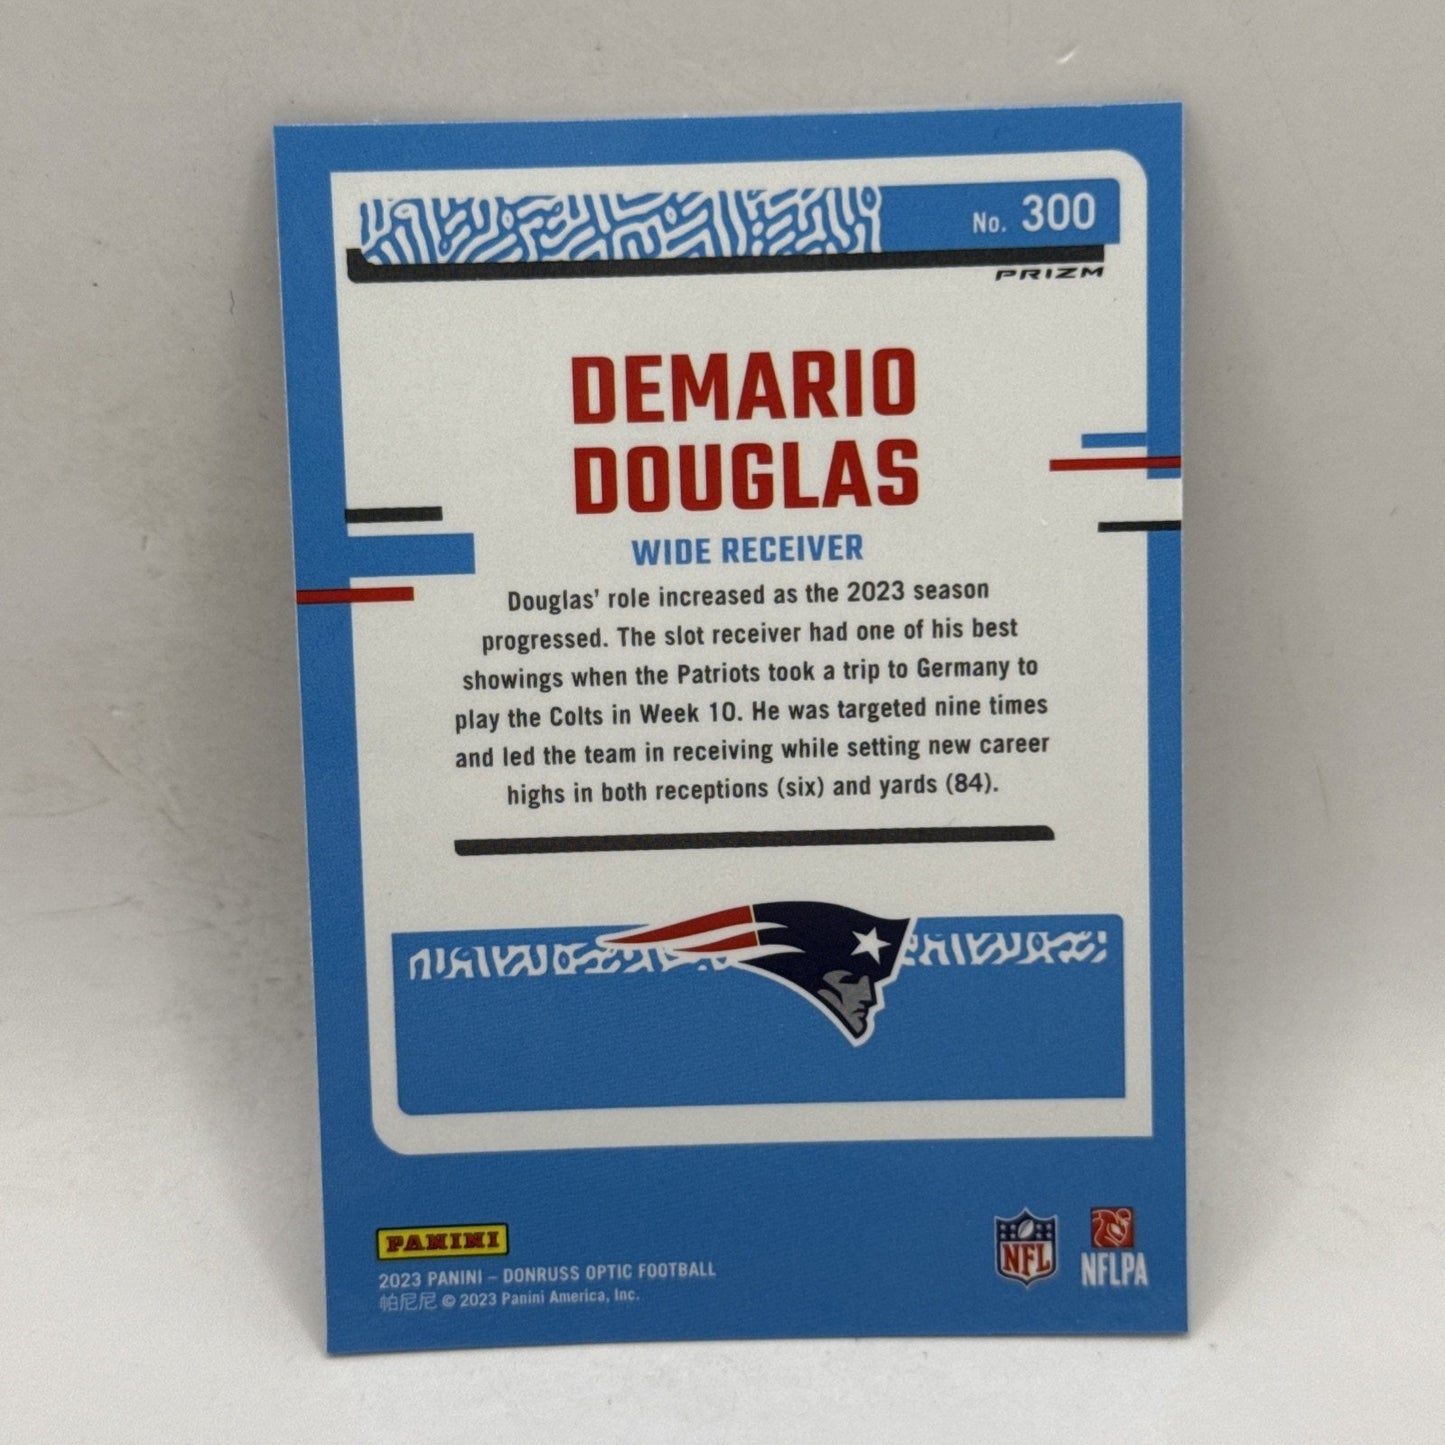 No. 300
PRIZM
DEMARIO
DOUGLAS
WIDE RECEIVER
Douglas' role increased as the 2023 season
progressed. The slot receiver had one of his best
showings when the Patriots took a trip to Germany to
play the Colts in Week 10. He was targeted nine times
and led the team in receiving while setting new career
highs in both receptions (six) and yards (84).
PANINI
2023 PANINI – DONRUSS OPTIC FOOTBALL
帕尼尼 © 2023 Panini America, Inc.
NFL
NFLPA